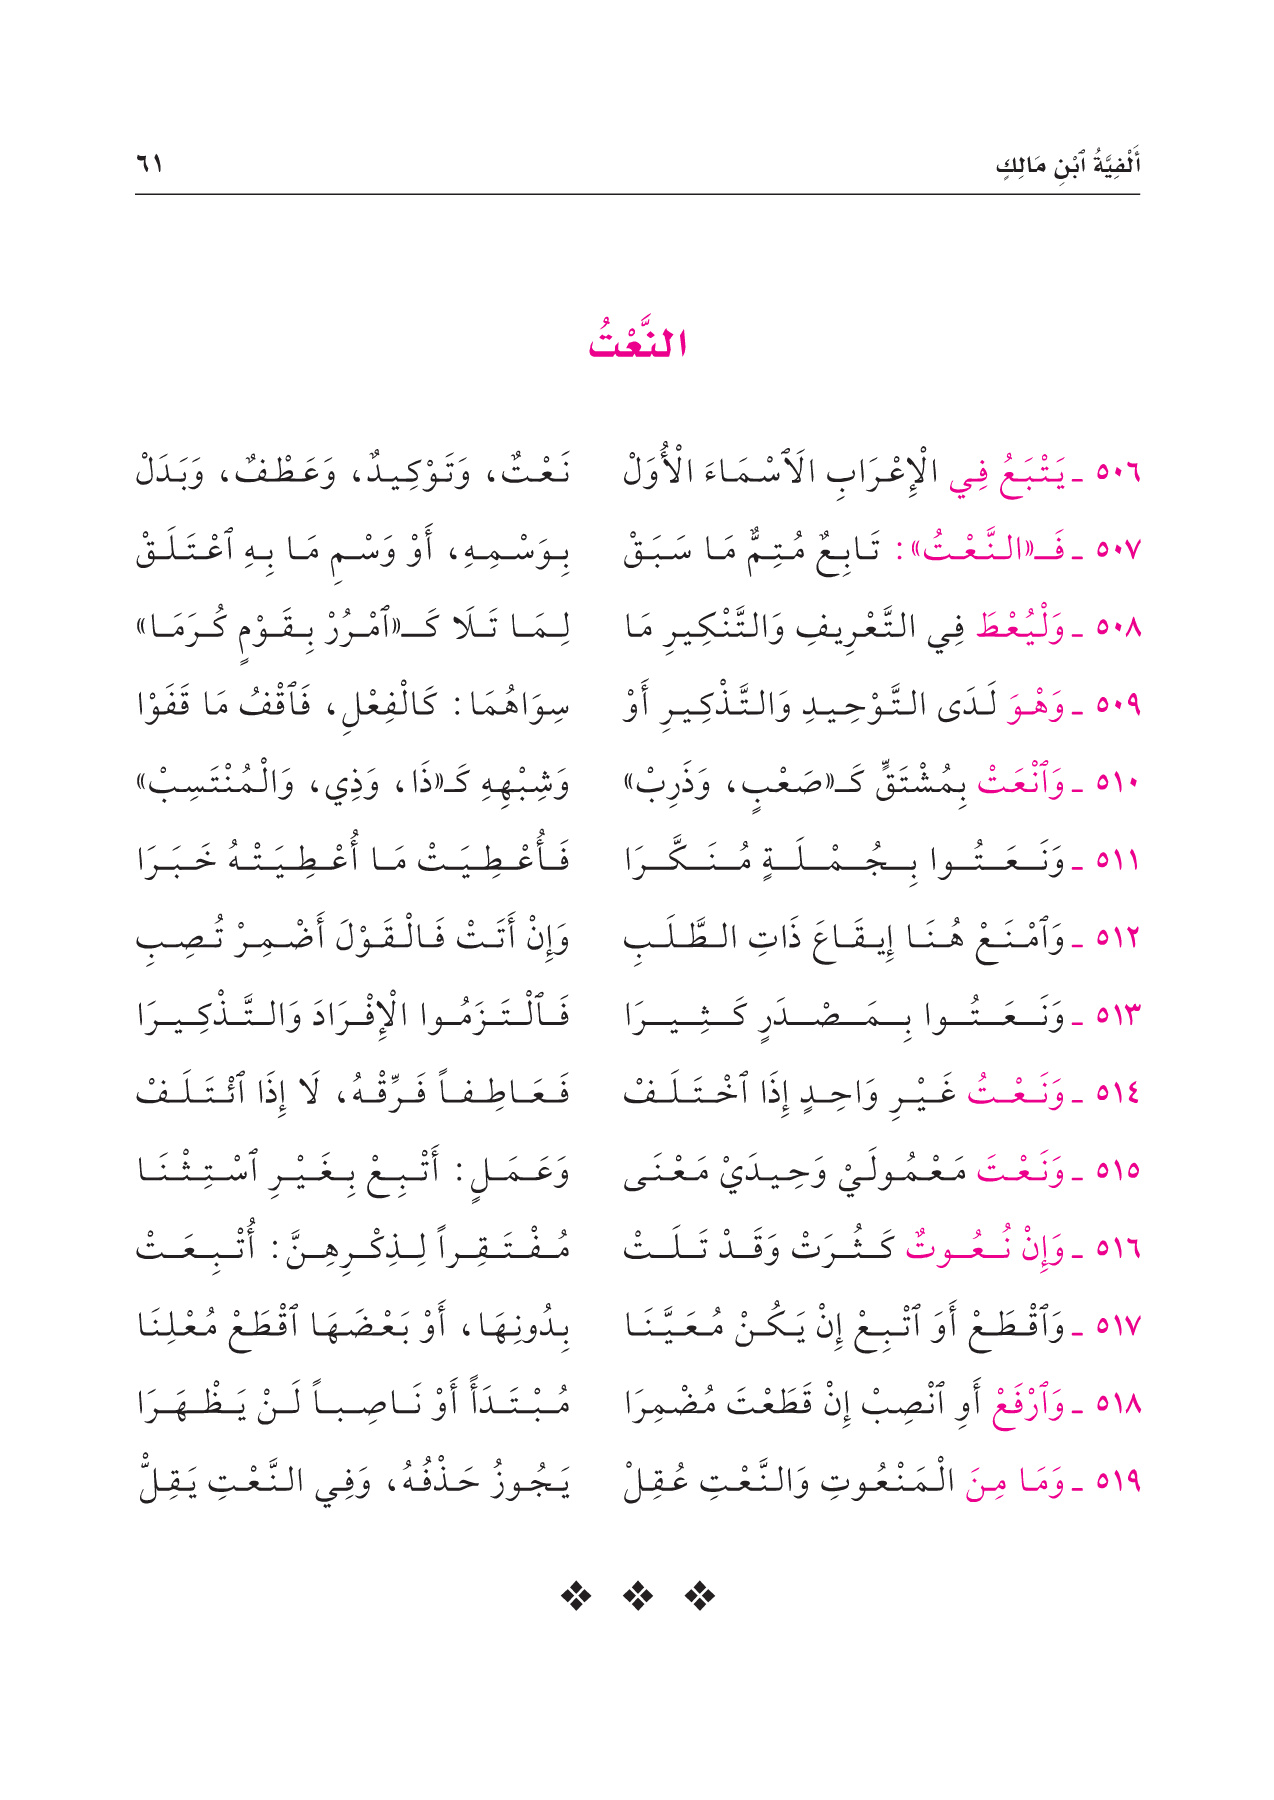 أَلْفِيَّةُ ٱبْنِ مَالِكٍ ٦١
النَّعْتُ
٥٠٦ ـ يَتْبَعُ فِي الْإِعْرَابِ الَاسْمَاءَ الْأُوَلْ نَعْتٌ، وَتَوْكِيدٌ، وَعَطْفٌ، وَبَدَلْ
٥٠٧ ـ فَـ«النَّعْتُ»: تَابِعٌ مُتِمٌّ مَا سَبَقْ بِوَسْمِهِ، أَوْ وَسْمِ مَا بِهِ ٱعْتَلَقْ
٥٠٨ ـ وَلْيُعْطَ فِي التَّعْرِيفِ وَالتَّنْكِيرِ مَا لِمَا تَلَا كَـ«ٱمْرُرْ بِقَوْمٍ كُرَمَا»
٥٠٩ ـ وَهْوَ لَدَى التَّوْحِيدِ وَالتَّذْكِيرِ أَوْ سِوَاهُمَا: كَالْفِعْلِ، فَٱقْفُ مَا قَفَوْا
٥١٠ ـ وَٱنْعَتْ بِمُشْتَقٍّ كَـ«صَعْبٍ، وَذَرِبْ» وَشِبْهِهِ كَـ«ذَا، وَذِي، وَالْمُنْتَسِبْ»
٥١١ ـ وَنَعَتُوا بِجُمْلَةٍ مُنَكَّرَا فَأُعْطِيَتْ مَا أُعْطِيَتْهُ خَبَرَا
٥١٢ ـ وَٱمْنَعْ هُنَا إِيقَاعَ ذَاتِ الطَّلَبِ وَإِنْ أَتَتْ فَالْقَوْلَ أَضْمِرْ تُصِبِ
٥١٣ ـ وَنَعَتُوا بِمَصْدَرٍ كَثِيرَا فَٱلْتَزَمُوا الْإِفْرَادَ وَالتَّذْكِيرَا
٥١٤ ـ وَنَعْتُ غَيْرِ وَاحِدٍ إِذَا ٱخْتَلَفْ فَعَاطِفاً فَرِّقْهُ، لَا إِذَا ٱئْتَلَفْ
٥١٥ ـ وَنَعْتَ مَعْمُولَيْ وَحِيدَيْ مَعْنَى وَعَمَلٍ: أَتْبِعْ بِغَيْرِ ٱسْتِثْنَا
٥١٦ ـ وَإِنْ نُعُوتٌ كَثُرَتْ وَقَدْ تَلَتْ مُفْتَقِراً لِذِكْرِهِنَّ: أُتْبِعَتْ
٥١٧ ـ وَٱقْطَعْ أَوَ ٱتْبِعْ إِنْ يَكُنْ مُعَيَّنَا بِدُونِهَا، أَوْ بَعْضَهَا ٱقْطَعْ مُعْلِنَا
٥١٨ ـ وَٱرْفَعْ أَوِ ٱنْصِبْ إِنْ قَطَعْتَ مُضْمِرَا مُبْتَدَأً أَوْ نَاصِباً لَنْ يَظْهَرَا
٥١٩ ـ وَمَا مِنَ الْمَنْعُوتِ وَالنَّعْتِ عُقِلْ يَجُوزُ حَذْفُهُ، وَفِي النَّعْتِ يَقِلُّ